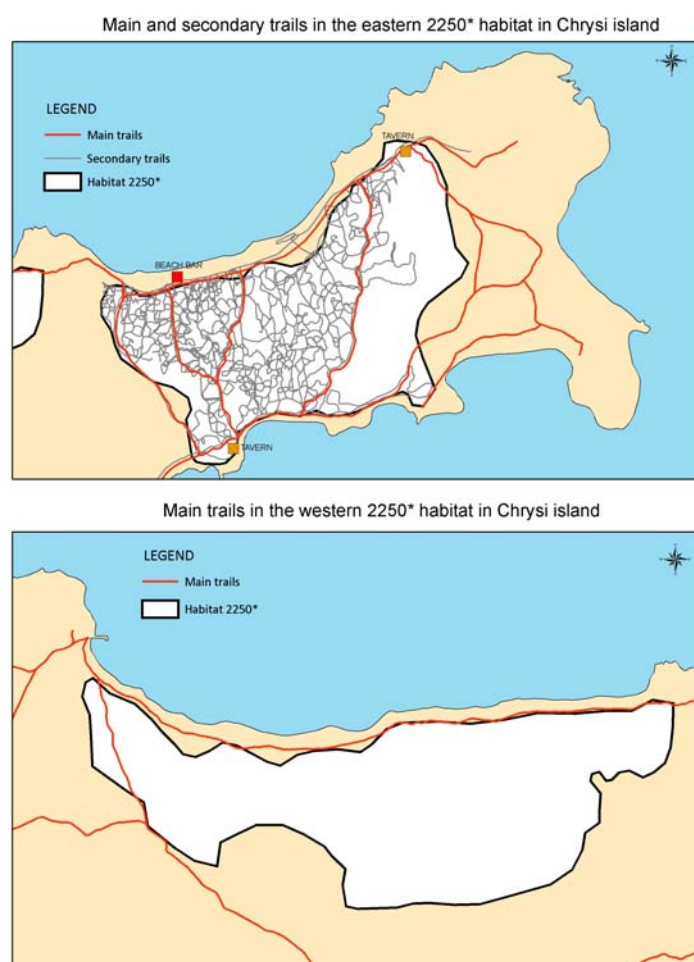 Main and secondary trails in the eastern 2250* habitat in Chrysi island
LEGEND
Main trails
Secondary trails
Habitat 2250*
TAVERN
BEACH BAR
TAVERN
Main trails in the western 2250* habitat in Chrysi island
LEGEND
Main trails
Habitat 2250*